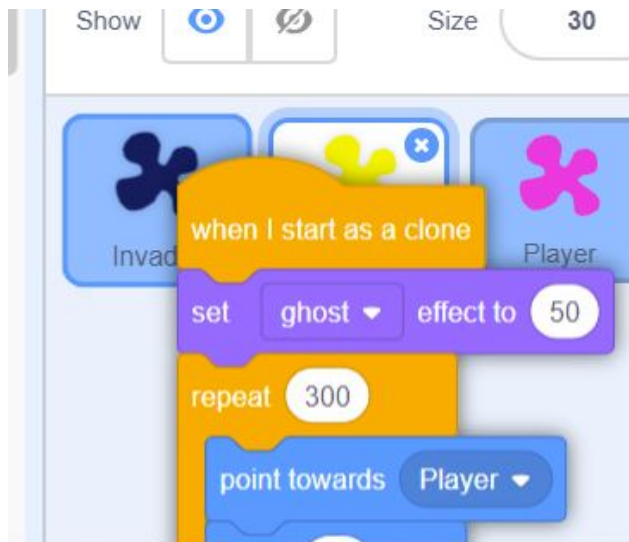 Show Size 30
Invad Player
when I start as a clone
set ghost effect to 50
repeat 300
point towards Player